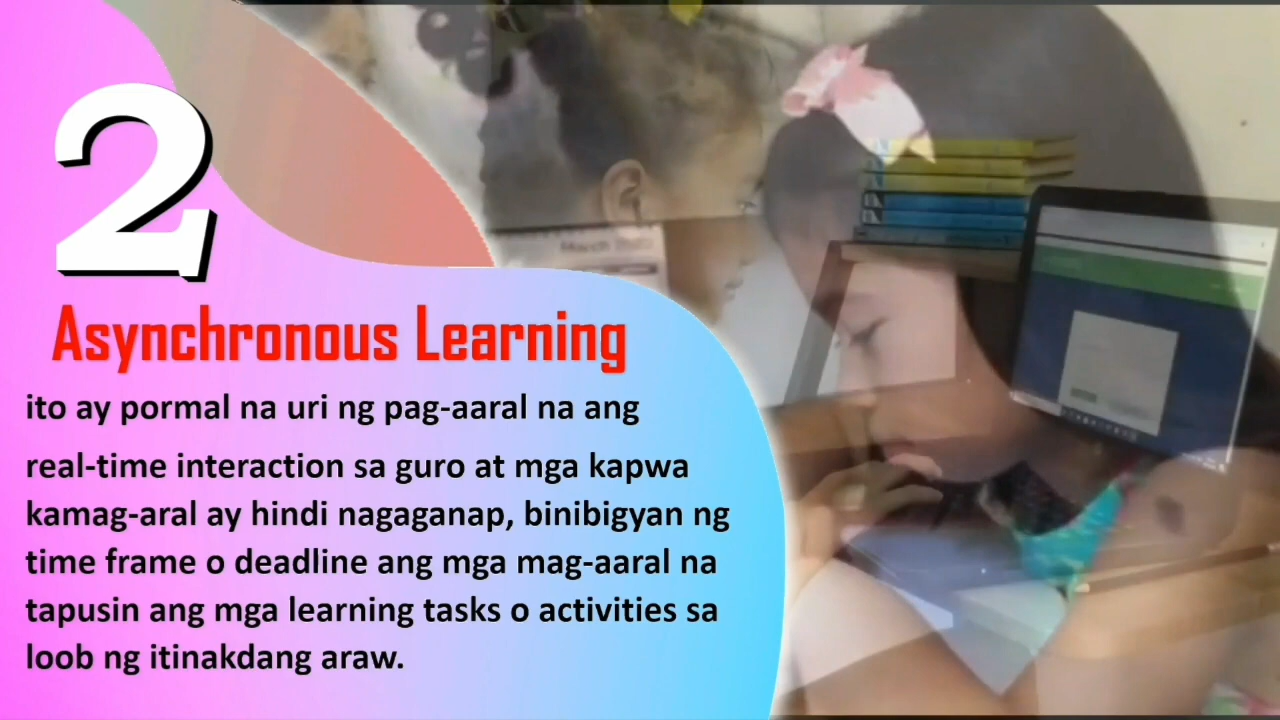 2
Asynchronous Learning
ito ay pormal na uri ng pag-aaral na ang
real-time interaction sa guro at mga kapwa
kamag-aral ay hindi nagaganap, binibigyan ng
time frame o deadline ang mga mag-aaral na
tapusin ang mga learning tasks o activities sa
loob ng itinakdang araw.
March